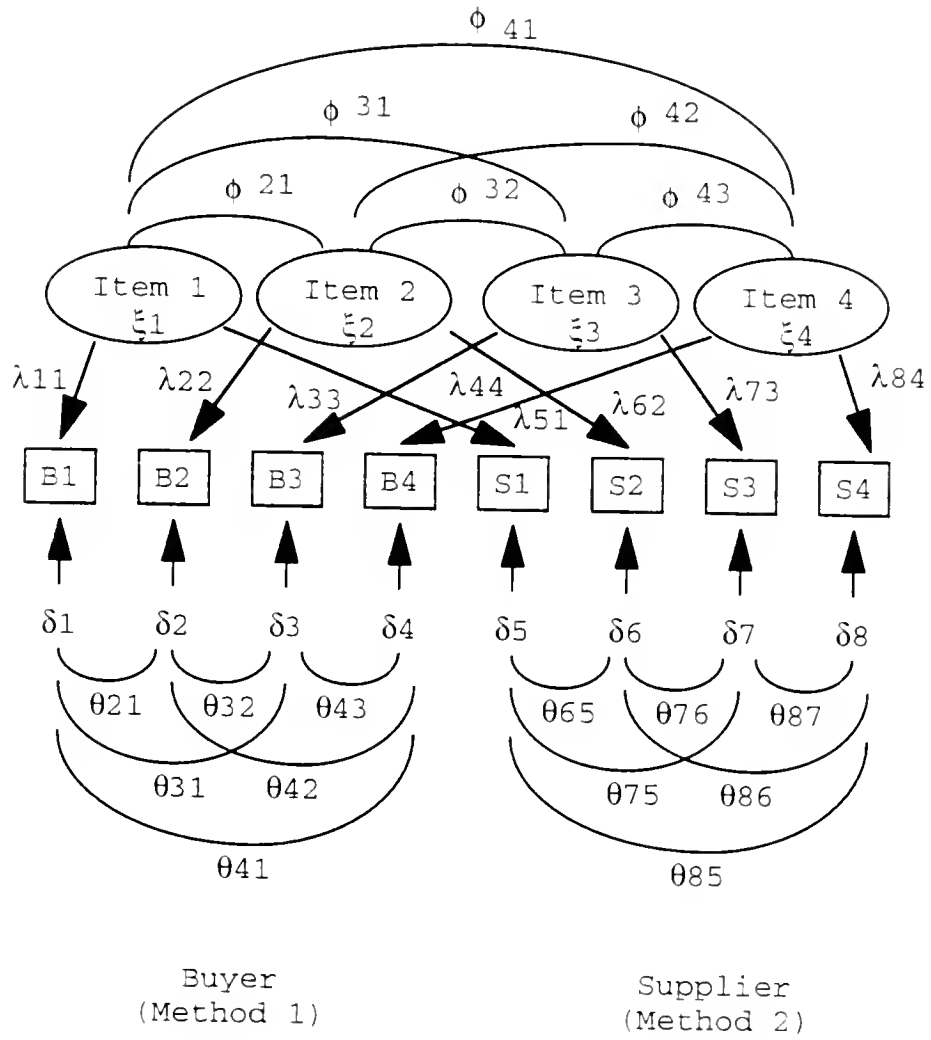 ϕ 41
ϕ 31
ϕ 42
ϕ 21
ϕ 32
ϕ 43
Item 1
ξ1
Item 2
ξ2
Item 3
ξ3
Item 4
ξ4
λ11
λ22
λ33
λ44
λ51
λ62
λ73
λ84
B1
B2
B3
B4
S1
S2
S3
S4
δ1
δ2
δ3
δ4
δ5
δ6
δ7
δ8
θ21
θ32
θ43
θ65
θ76
θ87
θ31
θ42
θ75
θ86
θ41
θ85
Buyer
(Method 1)
Supplier
(Method 2)